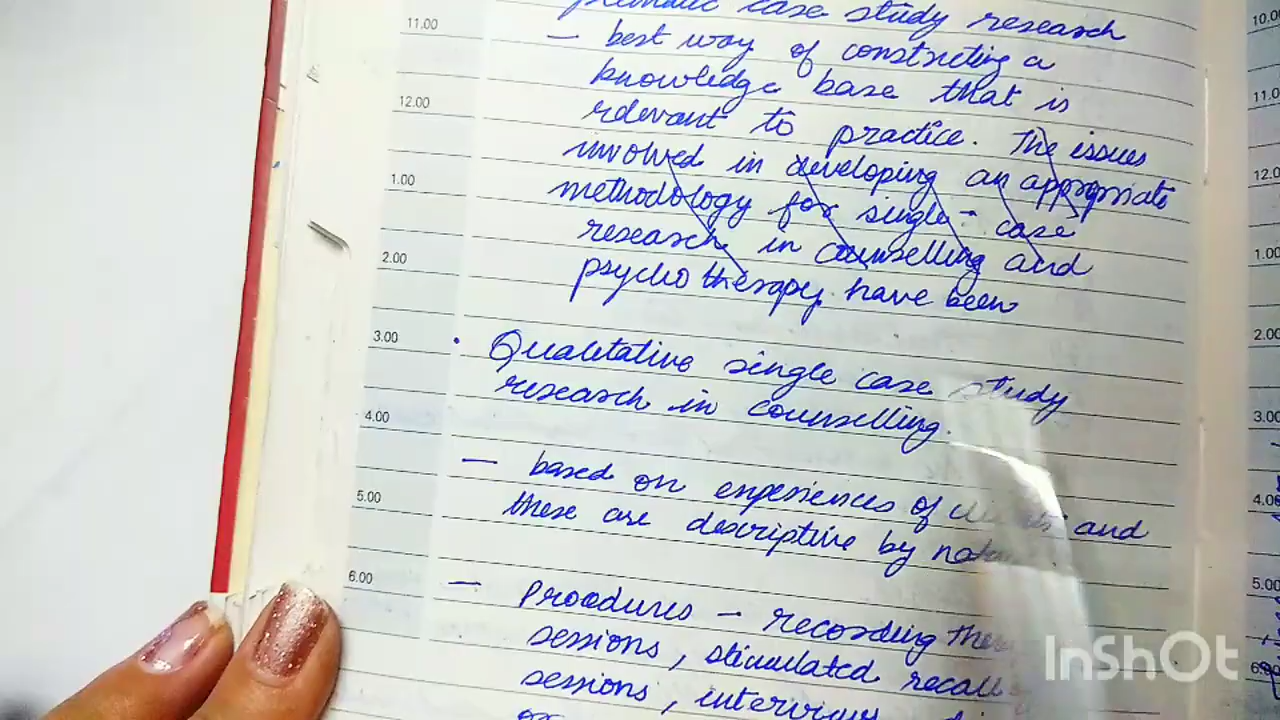 case study research
— best way of constructing a
knowledge base that is
relevant to practice. The issues
involved in developing an appropriate
methodology for single-case
research in counselling and
psychotherapy have been
· Qualitative single case study
research in counselling.
— based on experiences of and
these are descriptive by
— Procedures – recording
sessions, stimulated recall
sessions,
or
11.00
12.00
1.00
2.00
3.00
4.00
5.00
6.00
10.00
11.00
12.0
1.00
2.00
3.00
4.00
5.00
InShOt